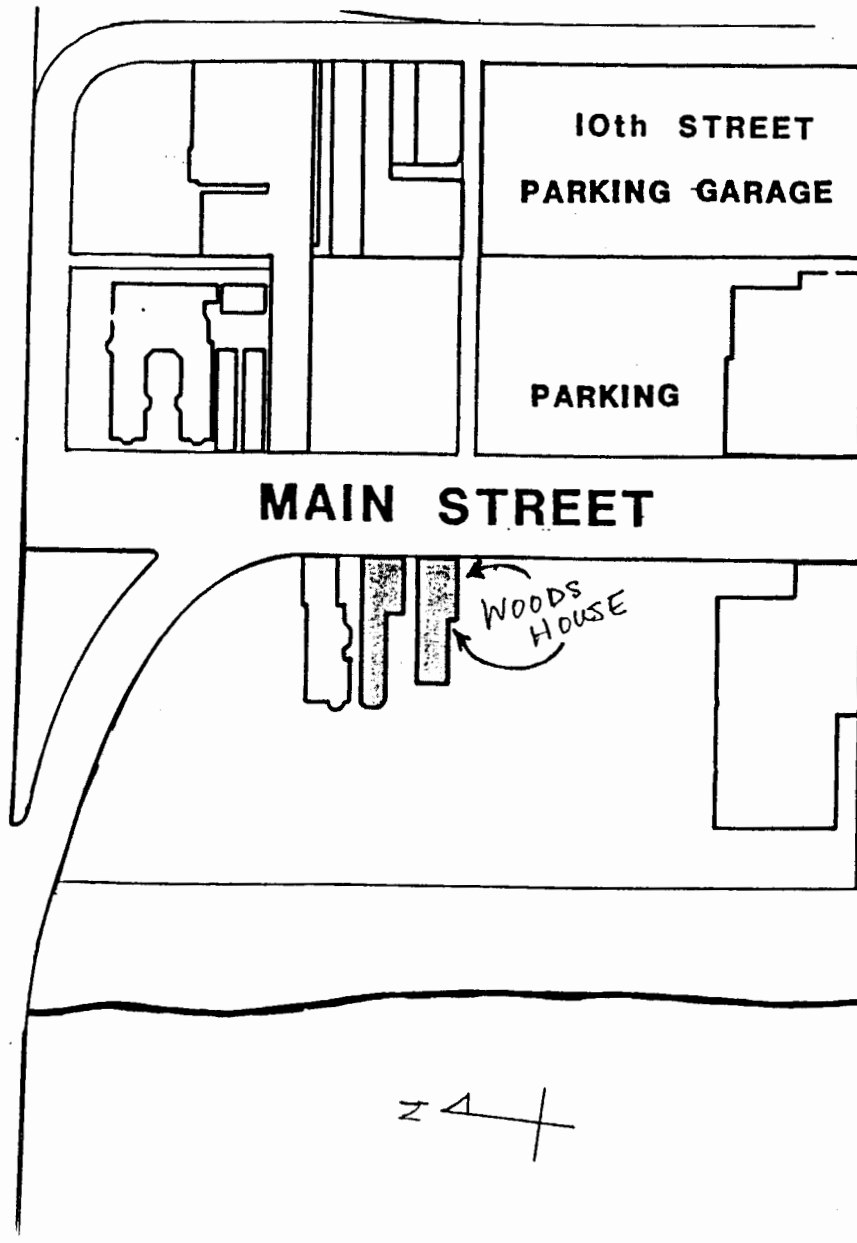 10th STREET
PARKING GARAGE
PARKING
MAIN STREET
WOODS
HOUSE
N